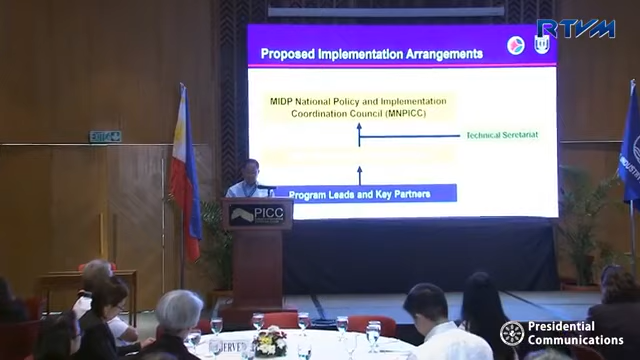 RTVM
Proposed Implementation Arrangements
MIDP National Policy and Implementation
Coordination Council (MNPICC)
Technical Seretariat
Program Leads and Key Partners
EXIT
PICC
Presidential
Communications